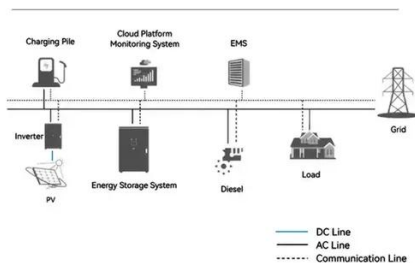 Charging Pile
Cloud Platform
Monitoring System
EMS
Grid
Inverter
PV
Energy Storage System
Diesel
Load
DC Line
AC Line
Communication Line